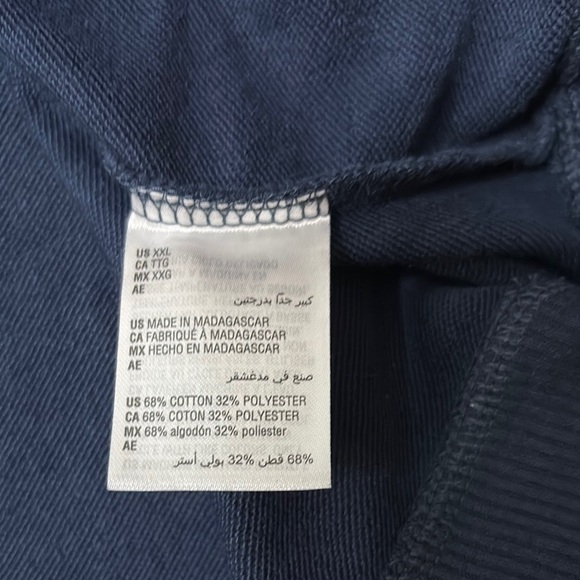 US XXL
CA TTG
MX XXG
AE
كبير جدًا بدرجتين
US MADE IN MADAGASCAR
CA FABRIQUÉ À MADAGASCAR
MX HECHO EN MADAGASCAR
AE
صنع في مدغشقر
US 68% COTTON 32% POLYESTER
CA 68% COTON 32% POLYESTER
MX 68% algodón 32% poliester
AE
68% قطن 32% بولي أستر